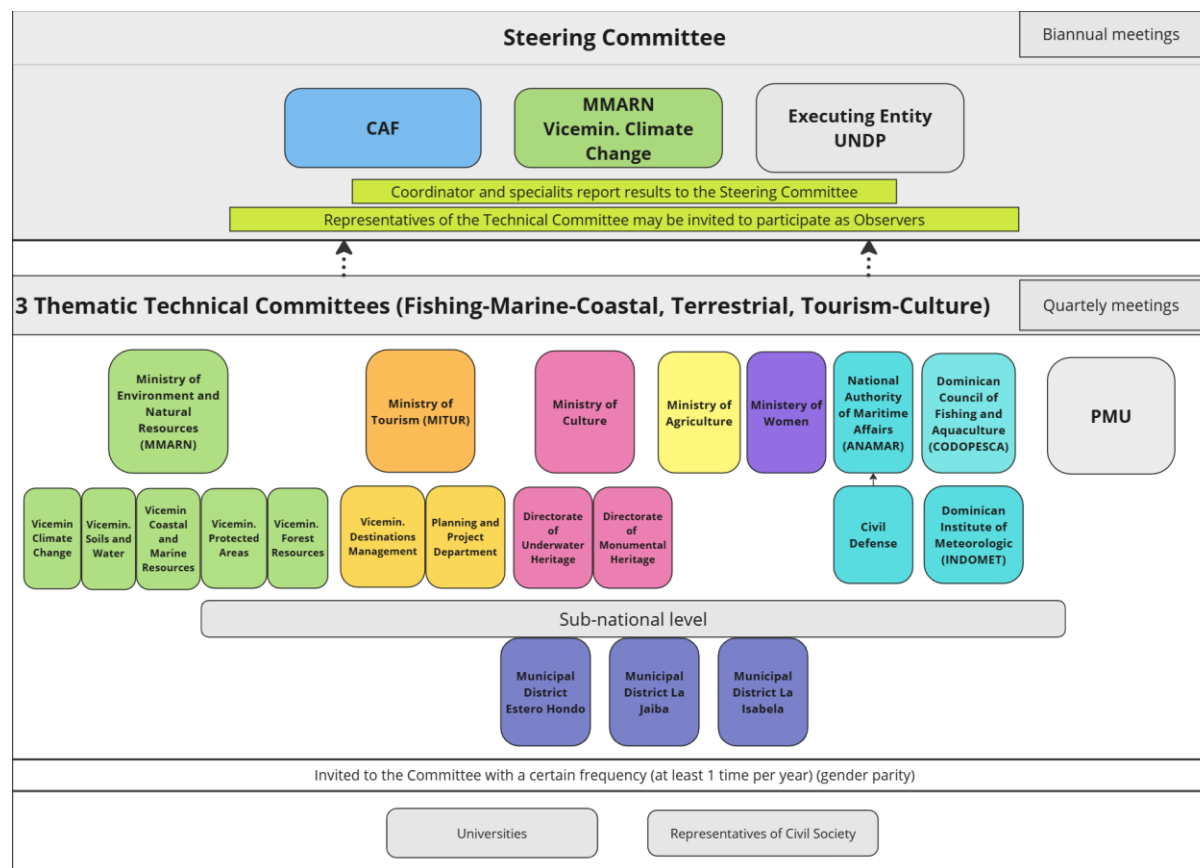 Steering Committee
Biannual meetings
CAF
MMARN
Vicemin. Climate
Change
Executing Entity
UNDP
Coordinator and specialits report results to the Steering Committee
Representatives of the Technical Committee may be invited to participate as Observers
3 Thematic Technical Committees (Fishing-Marine-Coastal, Terrestrial, Tourism-Culture)
Quartely meetings
Ministry of
Environment and
Natural
Resources
(MMARN)
Ministry of
Tourism (MITUR)
Ministry of
Culture
Ministry of
Agriculture
Ministery of
Women
National
Authority
of Maritime
Affairs
(ANAMAR)
Dominican
Council of
Fishing and
Aquaculture
(CODOPESCA)
PMU
Vicemin
Climate
Change
Vicemin.
Soils and
Water
Vicemin
Coastal
and
Marine
Resources
Vicemin.
Protected
Areas
Vicemin.
Forest
Resources
Vicemin.
Destinations
Management
Planning and
Project
Department
Directorate
of
Underwater
Heritage
Directorate
of
Monumental
Heritage
Civil
Defense
Dominican
Institute of
Meteorologic
(INDOMET)
Sub-national level
Municipal
District
Estero Hondo
Municipal
District La
Jaiba
Municipal
District La
Isabela
Invited to the Committee with a certain frequency (at least 1 time per year) (gender parity)
Universities
Representatives of Civil Society